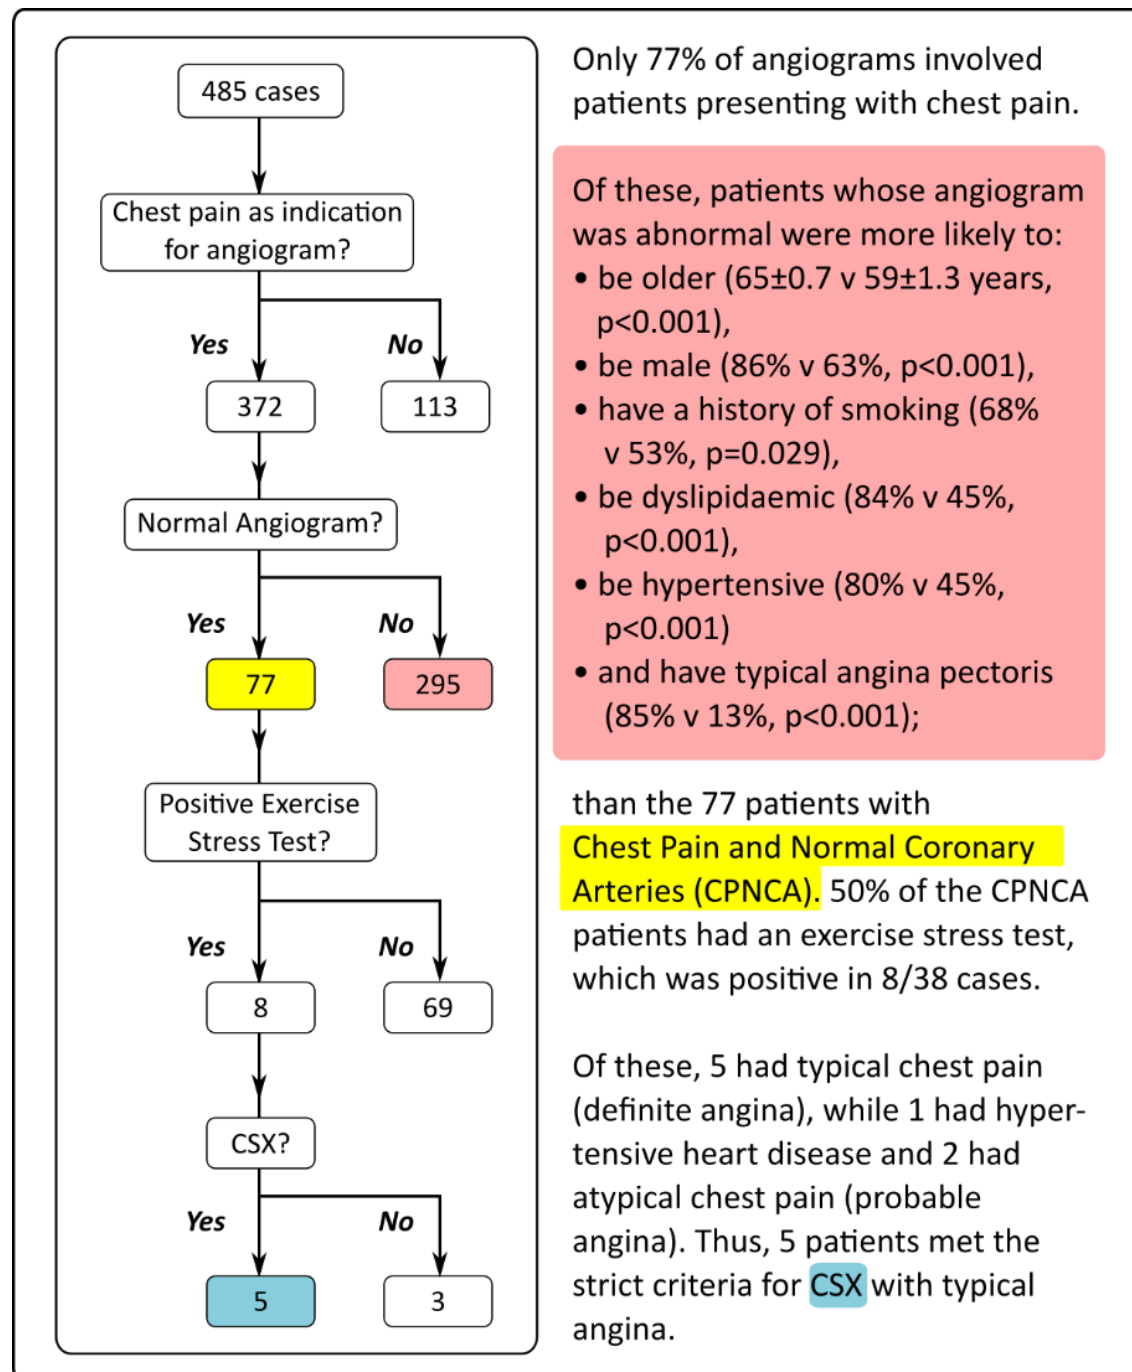 485 cases
Chest pain as indication
for angiogram?
Yes
No
372
113
Normal Angiogram?
Yes
No
77
295
Positive Exercise
Stress Test?
Yes
No
8
69
CSX?
Yes
No
5
3
Only 77% of angiograms involved
patients presenting with chest pain.
Of these, patients whose angiogram
was abnormal were more likely to:
• be older (65±0.7 v 59±1.3 years,
p<0.001),
• be male (86% v 63%, p<0.001),
• have a history of smoking (68%
v 53%, p=0.029),
• be dyslipidaemic (84% v 45%,
p<0.001),
• be hypertensive (80% v 45%,
p<0.001)
• and have typical angina pectoris
(85% v 13%, p<0.001);
than the 77 patients with
Chest Pain and Normal Coronary
Arteries (CPNCA). 50% of the CPNCA
patients had an exercise stress test,
which was positive in 8/38 cases.
Of these, 5 had typical chest pain
(definite angina), while 1 had hyper-
tensive heart disease and 2 had
atypical chest pain (probable
angina). Thus, 5 patients met the
strict criteria for CSX with typical
angina.